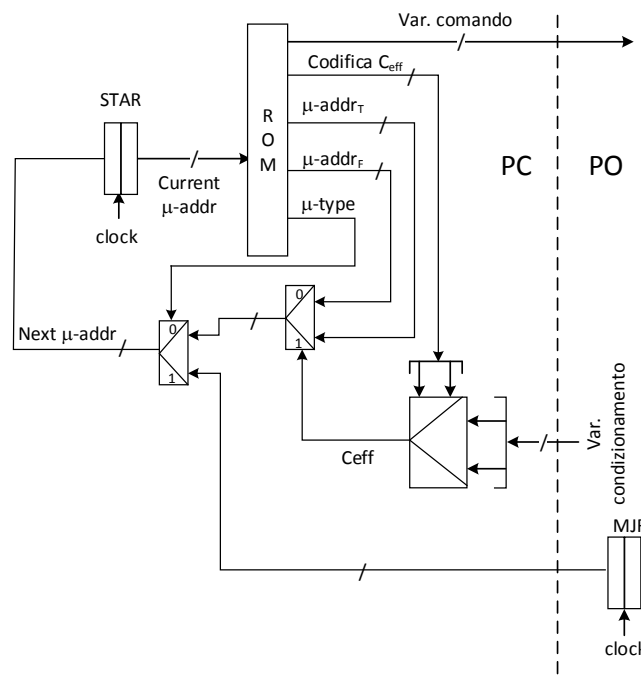 Var. comando
Codifica Ceff
STAR
R
O
M
μ-addrT
μ-addrF
Current
μ-addr
PC
PO
μ-type
clock
0
1
Next μ-addr
0
1
Var.
condizionamento
Ceff
MJR
clock